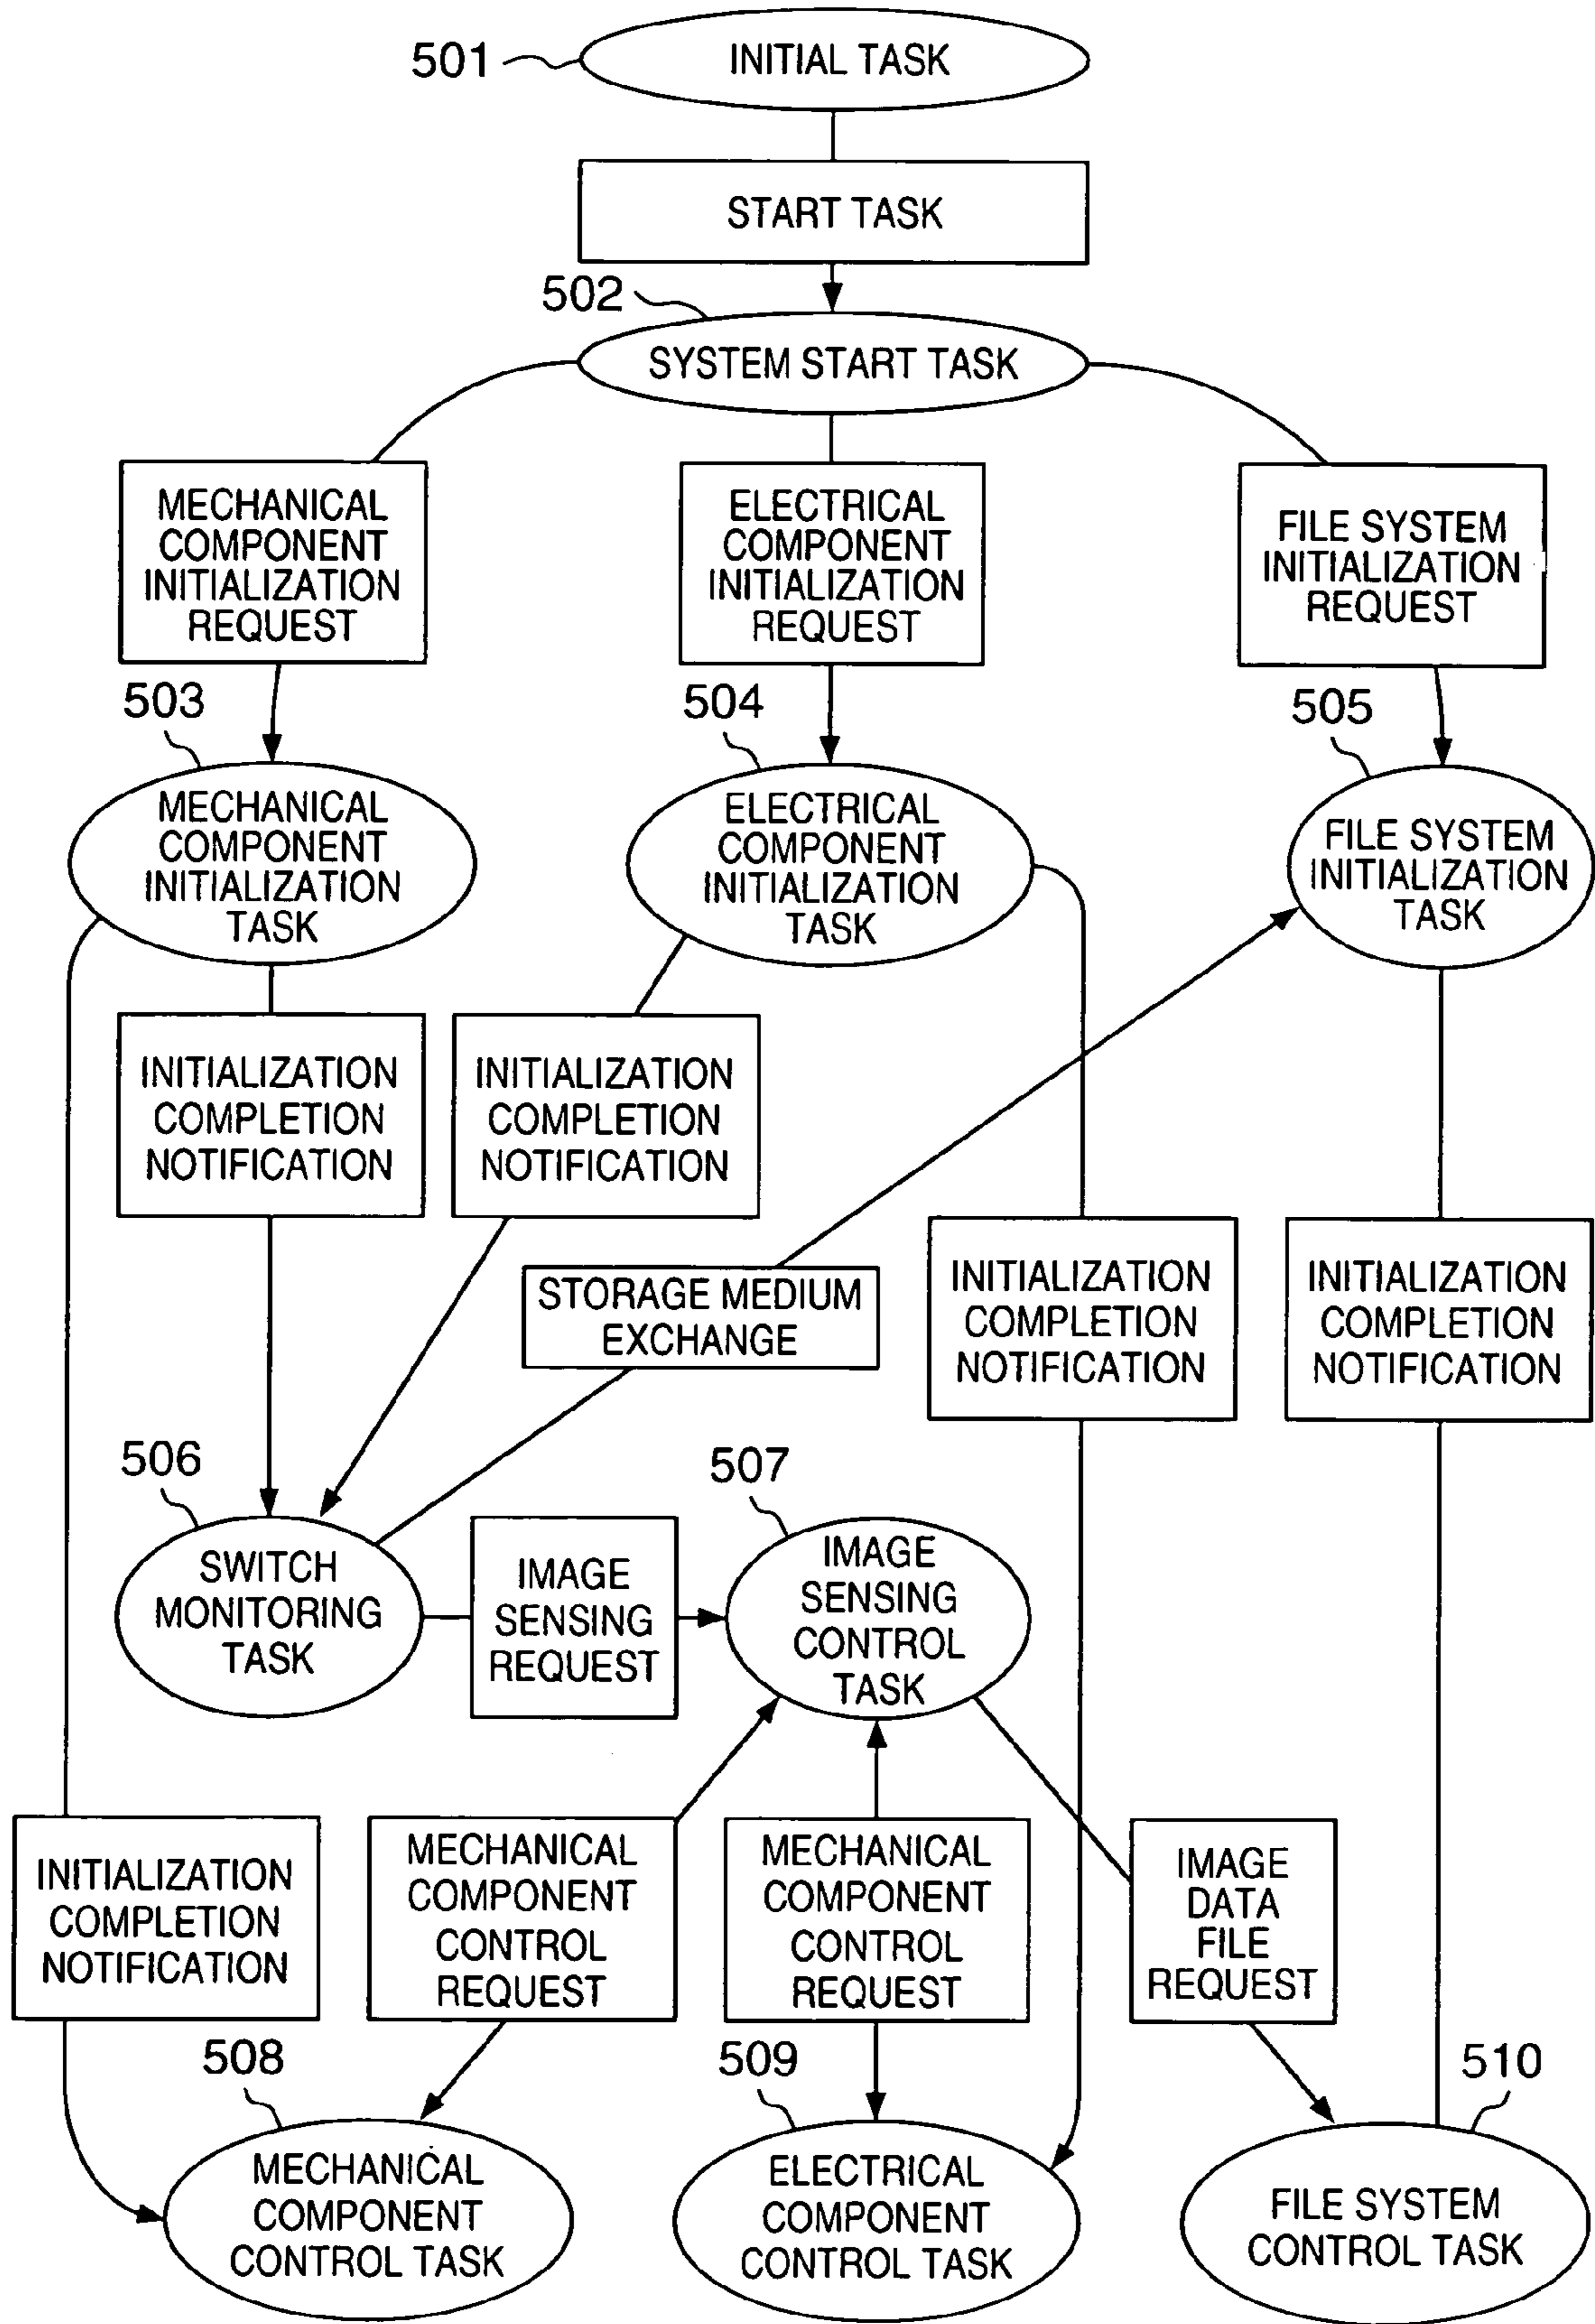 501
INITIAL TASK
START TASK
502
SYSTEM START TASK
MECHANICAL
COMPONENT
INITIALIZATION
REQUEST
ELECTRICAL
COMPONENT
INITIALIZATION
REQUEST
FILE SYSTEM
INITIALIZATION
REQUEST
503
504
505
MECHANICAL
COMPONENT
INITIALIZATION
TASK
ELECTRICAL
COMPONENT
INITIALIZATION
TASK
FILE SYSTEM
INITIALIZATION
TASK
INITIALIZATION
COMPLETION
NOTIFICATION
INITIALIZATION
COMPLETION
NOTIFICATION
STORAGE MEDIUM
EXCHANGE
INITIALIZATION
COMPLETION
NOTIFICATION
INITIALIZATION
COMPLETION
NOTIFICATION
506
507
SWITCH
MONITORING
TASK
IMAGE
SENSING
REQUEST
IMAGE
SENSING
CONTROL
TASK
INITIALIZATION
COMPLETION
NOTIFICATION
MECHANICAL
COMPONENT
CONTROL
REQUEST
MECHANICAL
COMPONENT
CONTROL
REQUEST
IMAGE
DATA
FILE
REQUEST
508
509
510
MECHANICAL
COMPONENT
CONTROL TASK
ELECTRICAL
COMPONENT
CONTROL TASK
FILE SYSTEM
CONTROL TASK